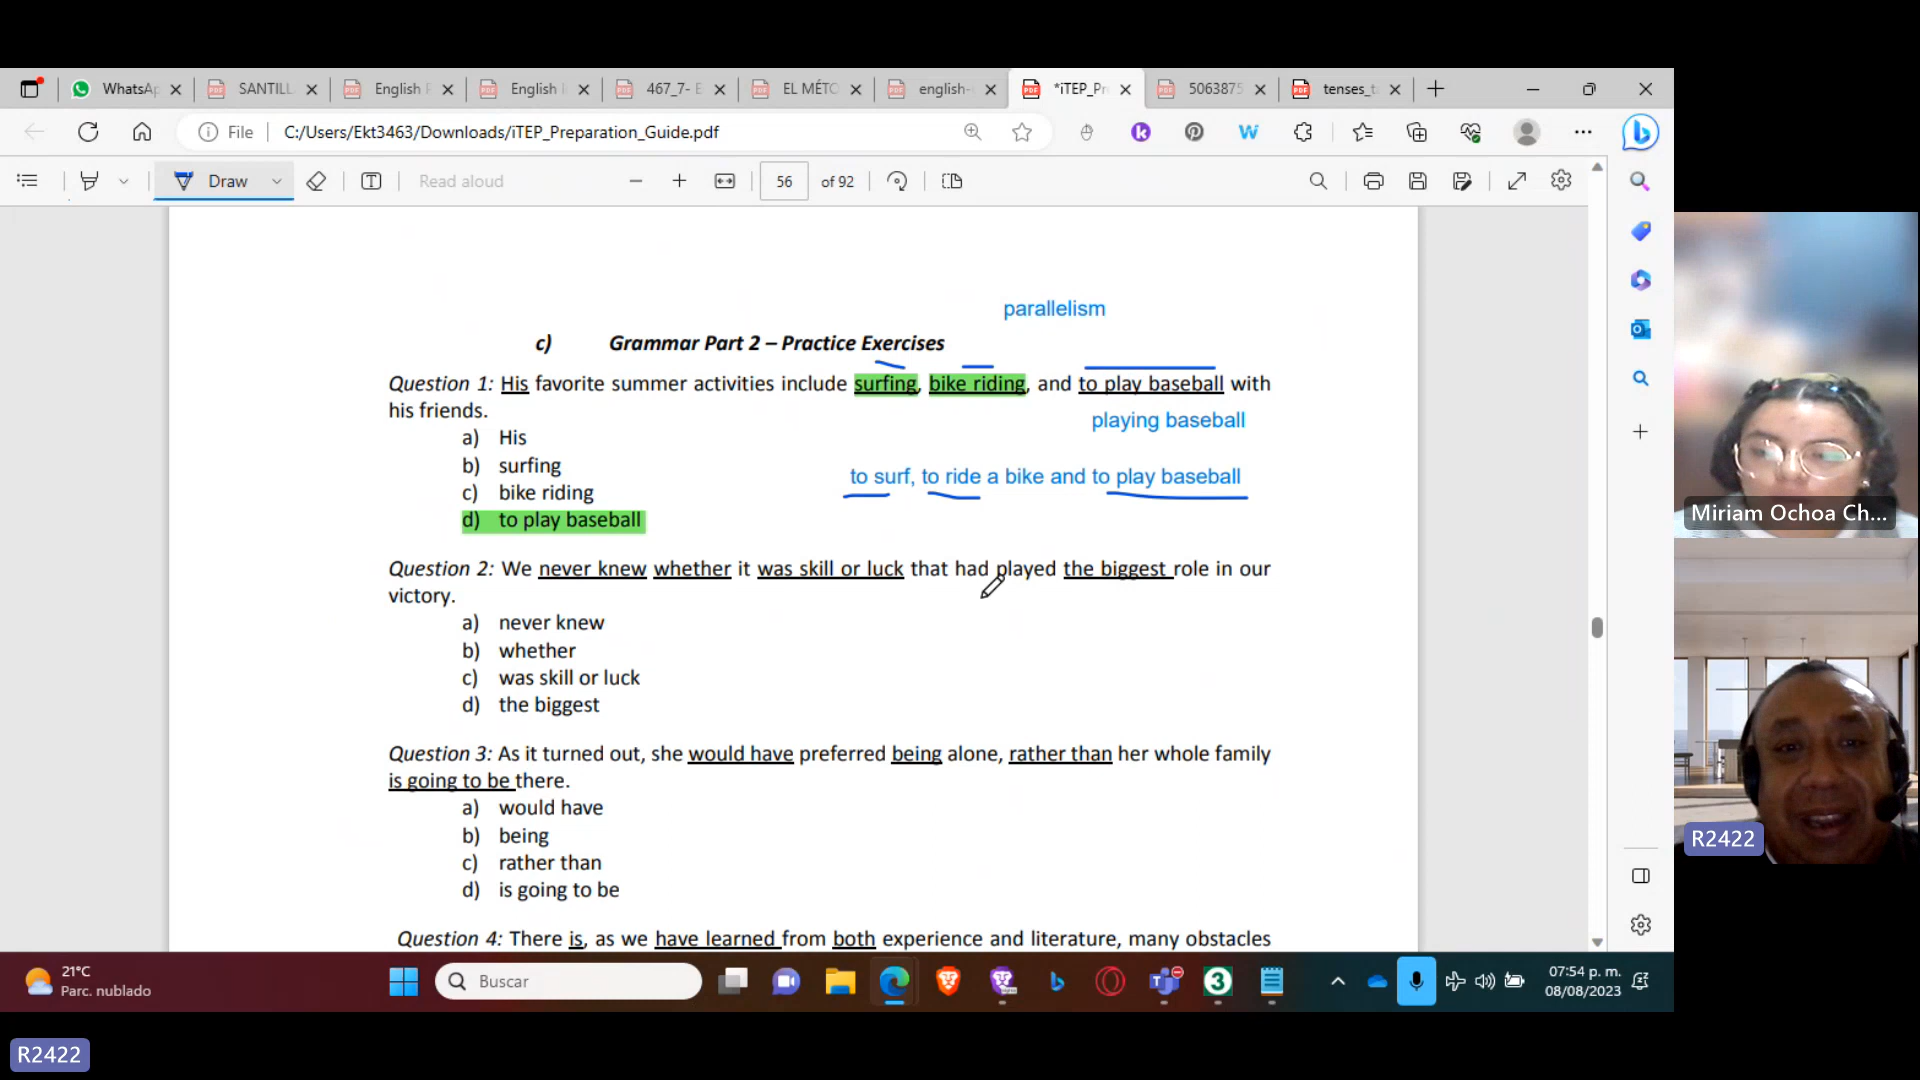 WhatsAp
SANTILL
English
English
467_7-
EL MÉTO
english-
*iTEP_Pr
5063875
tenses_t
File
C:/Users/Ekt3463/Downloads/iTEP_Preparation_Guide.pdf
Draw
Read aloud
56
of 92
parallelism
c) Grammar Part 2 – Practice Exercises
Question 1: His favorite summer activities include surfing, bike riding, and to play baseball with
his friends.
playing baseball
a) His
b) surfing
to surf, to ride a bike and to play baseball
c) bike riding
d) to play baseball
Question 2: We never knew whether it was skill or luck that had played the biggest role in our
victory.
a) never knew
b) whether
c) was skill or luck
d) the biggest
Question 3: As it turned out, she would have preferred being alone, rather than her whole family
is going to be there.
a) would have
b) being
c) rather than
d) is going to be
Question 4: There is, as we have learned from both experience and literature, many obstacles
Miriam Ochoa Ch...
R2422
21°C
Parc. nublado
Buscar
07:54 p. m.
08/08/2023
R2422